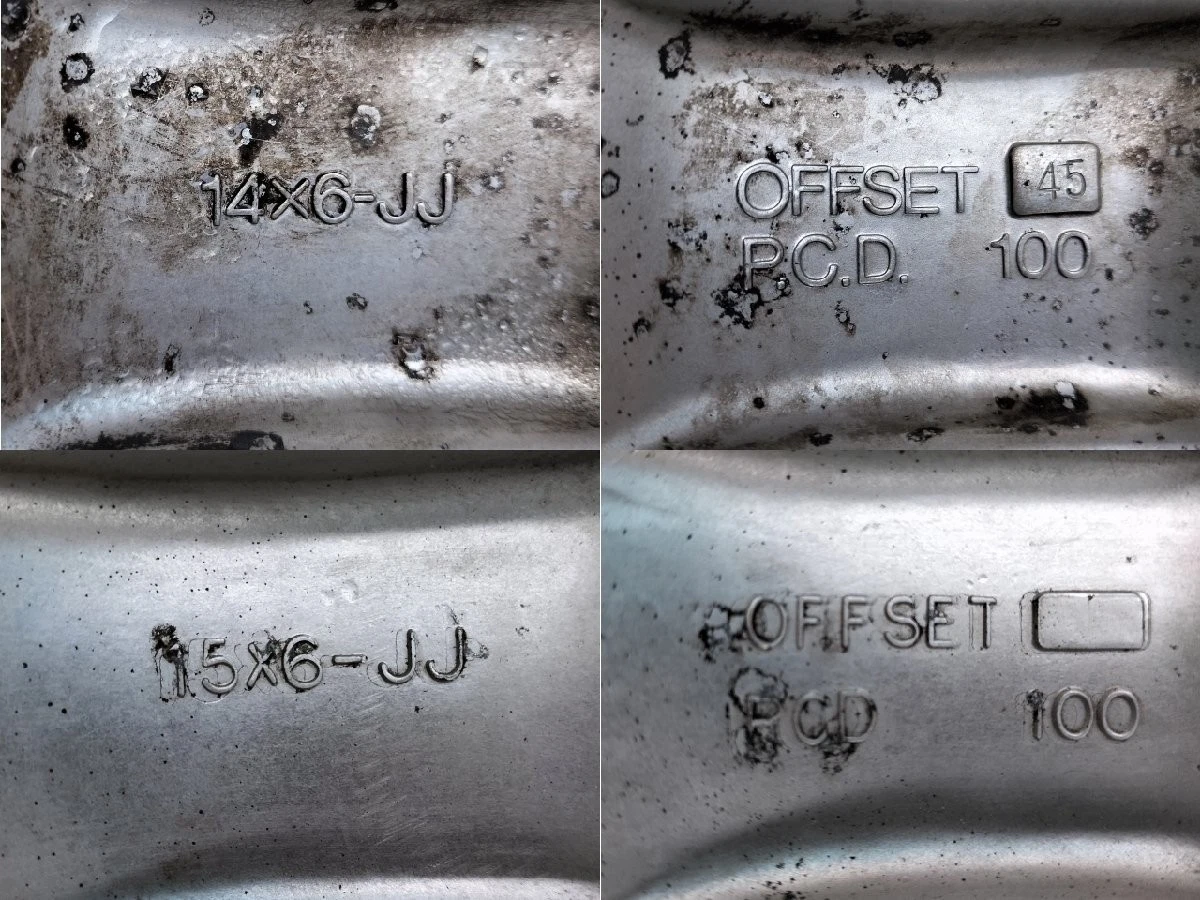 14x6-JJ
OFFSET 45
P.C.D. 100
15x6-JJ
OFFSET
PCD 100